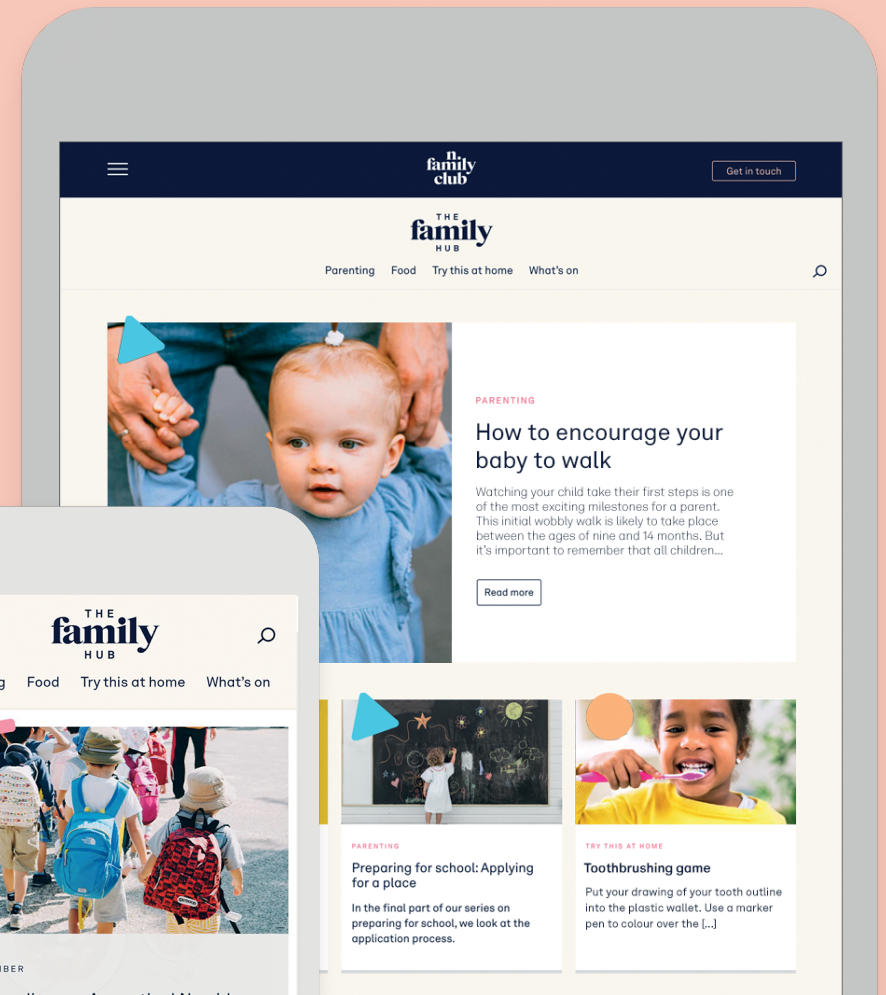 n
family
club
Get in touch
THE
family
HUB
Parenting Food Try this at home What's on
PARENTING
How to encourage your
baby to walk
Watching your child take their first steps is one
of the most exciting milestones for a parent.
This initial wobbly walk is likely to take place
between the ages of nine and 14 months. But
it's important to remember that all children...
Read more
PARENTING
Preparing for school: Applying
for a place
In the final part of our series on
preparing for school, we look at the
application process.
TRY THIS AT HOME
Toothbrushing game
Put your drawing of your tooth outline
into the plastic wallet. Use a marker
pen to colour over the [...]
THE
family
HUB
g Food Try this at home What's on
OUTDOOR